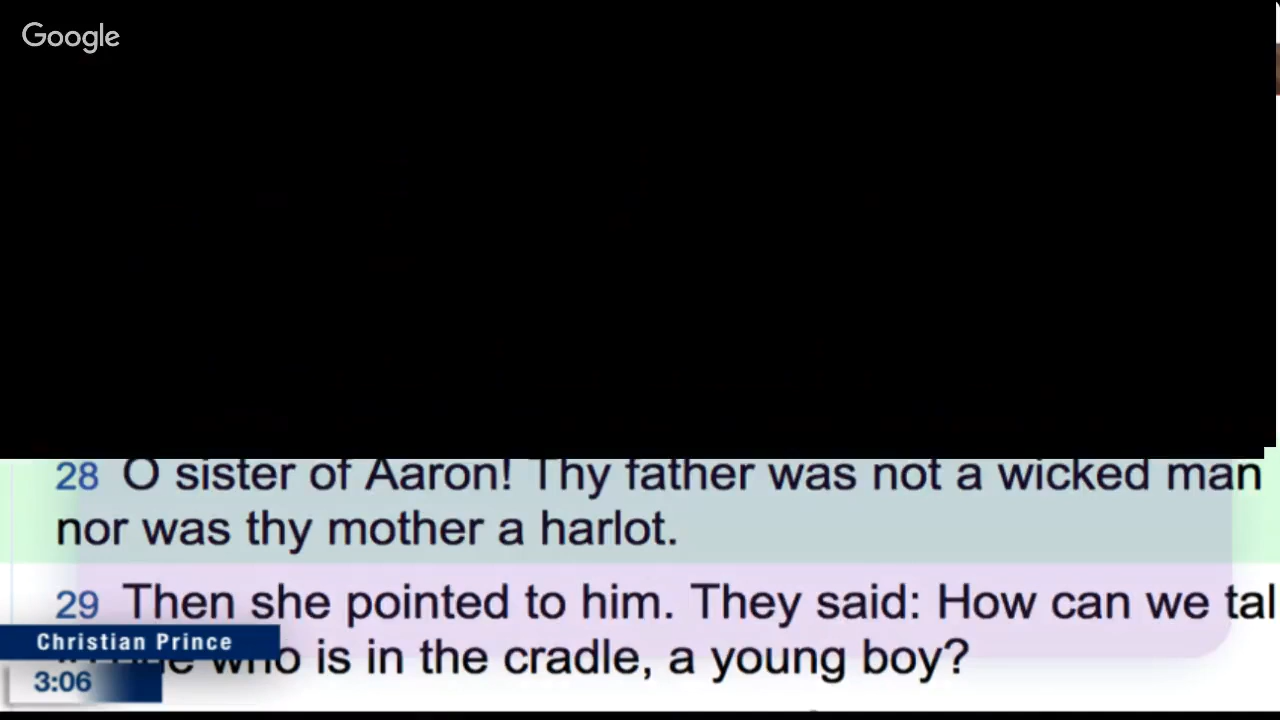 Google
28 O sister of Aaron! Thy father was not a wicked man
nor was thy mother a harlot.
29 Then she pointed to him. They said: How can we tal
who is in the cradle, a young boy?
Christian Prince
3:06